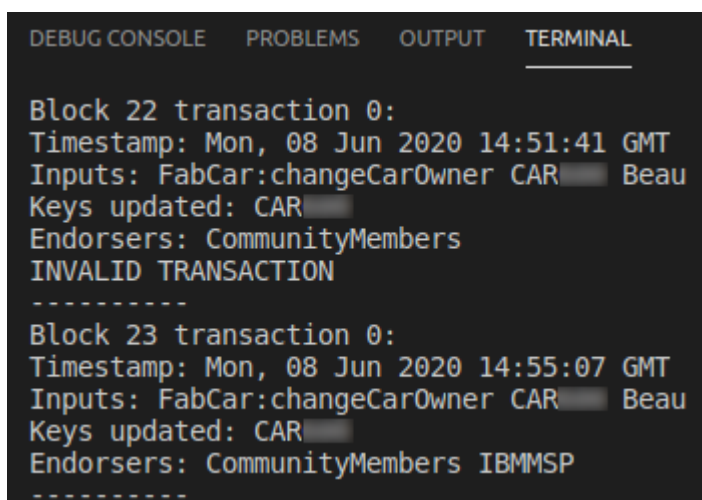 DEBUG CONSOLE PROBLEMS OUTPUT TERMINAL
Block 22 transaction 0:
Timestamp: Mon, 08 Jun 2020 14:51:41 GMT
Inputs: FabCar:changeCarOwner CAR Beau
Keys updated: CAR
Endorsers: CommunityMembers
INVALID TRANSACTION
----------
Block 23 transaction 0:
Timestamp: Mon, 08 Jun 2020 14:55:07 GMT
Inputs: FabCar:changeCarOwner CAR Beau
Keys updated: CAR
Endorsers: CommunityMembers IBMMSP
----------